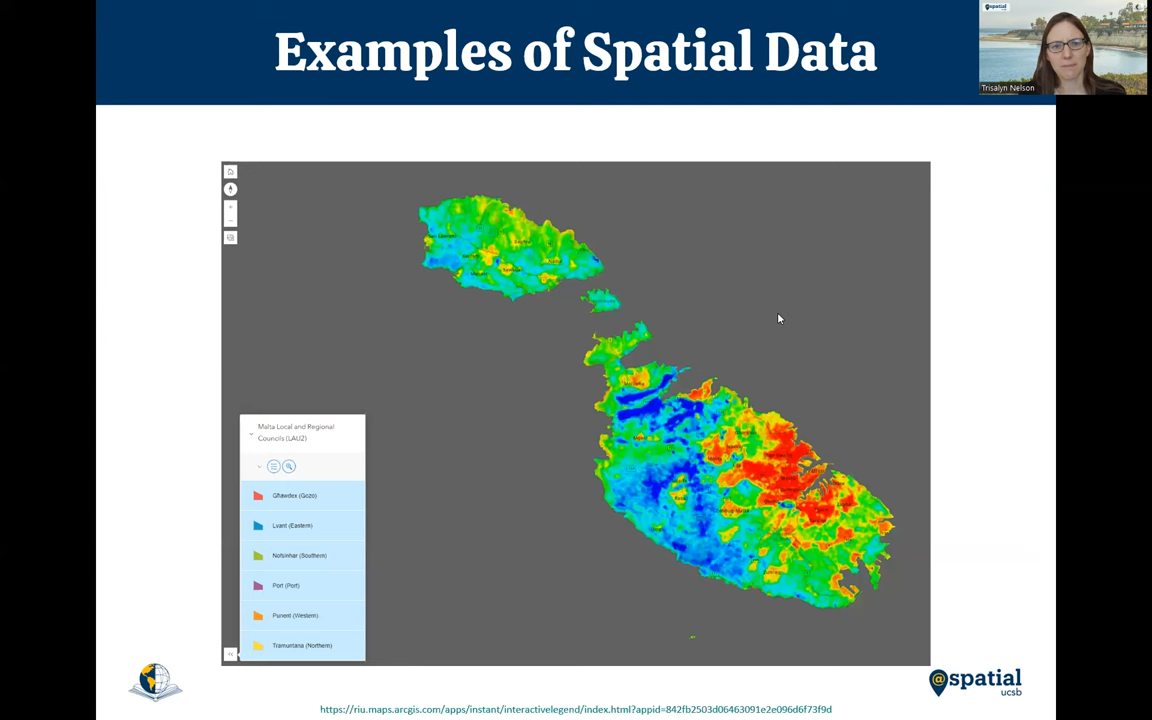 Examples of Spatial Data
@spatial
Trisalyn Nelson
Malta Local and Regional
Councils (LAU2)
Għawdex (Gozo)
Lvant (Eastern)
Nofsinhar (Southern)
Port (Port)
Punent (Western)
Tramuntana (Northern)
@spatial
ucsb
https://riu.maps.arcgis.com/apps/instant/interactivelegend/index.html?appid=842fb2503d06463091e2e096d6f73f9d